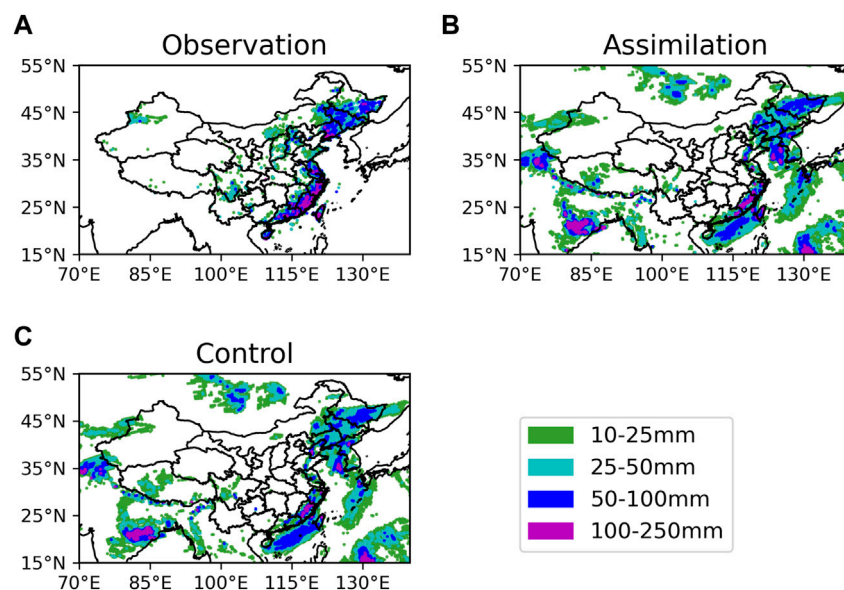 A
Observation
55°N
45°N
35°N
25°N
15°N
70°E 85°E 100°E 115°E 130°E
B
Assimilation
55°N
45°N
35°N
25°N
15°N
70°E 85°E 100°E 115°E 130°E
C
Control
55°N
45°N
35°N
25°N
15°N
70°E 85°E 100°E 115°E 130°E
10-25mm
25-50mm
50-100mm
100-250mm